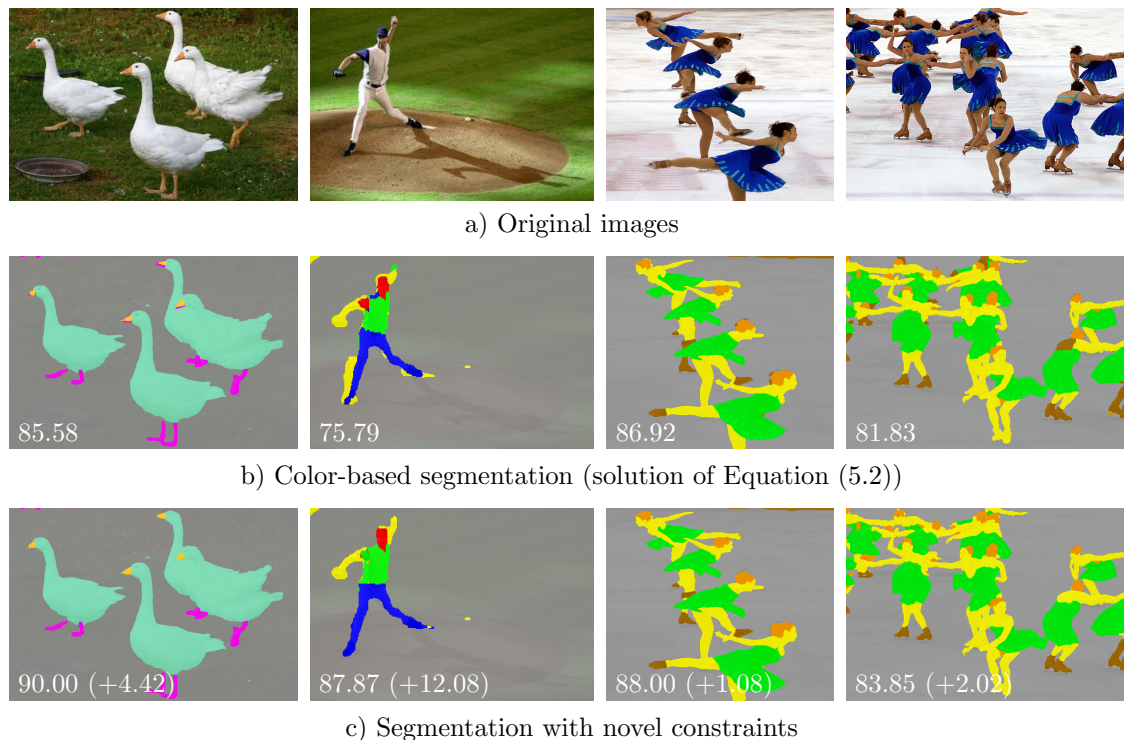 a) Original images
85.58
75.79
86.92
81.83
b) Color-based segmentation (solution of Equation (5.2))
90.00 (+4.42)
87.87 (+12.08)
88.00 (+1.08)
83.85 (+2.02)
c) Segmentation with novel constraints